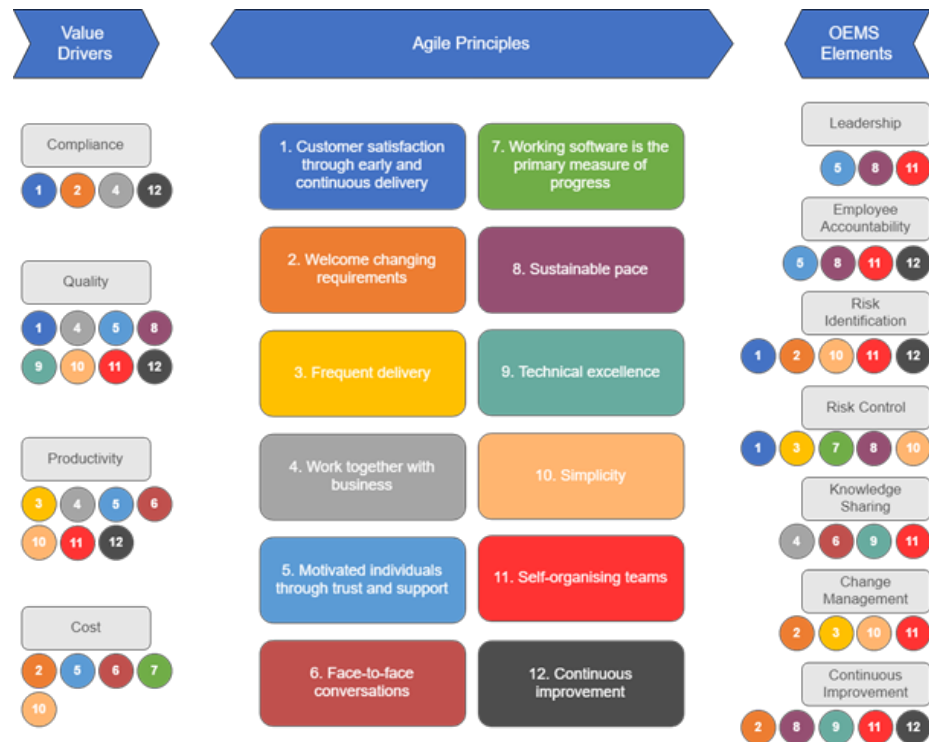 Value
Drivers
Agile Principles
OEMS
Elements
Compliance
1 2 4 12
Quality
1 4 5 8
9 10 11 12
Productivity
3 4 5 6
10 11 12
Cost
2 5 6 7
10
1. Customer satisfaction
through early and
continuous delivery
7. Working software is the
primary measure of
progress
2. Welcome changing
requirements
8. Sustainable pace
3. Frequent delivery
9. Technical excellence
4. Work together with
business
10. Simplicity
5. Motivated individuals
through trust and support
11. Self-organising teams
6. Face-to-face
conversations
12. Continuous
improvement
Leadership
5 8 11
Employee
Accountability
5 8 11 12
Risk
Identification
1 2 10 11 12
Risk Control
1 3 7 8 10
Knowledge
Sharing
4 6 9 11
Change
Management
2 3 10 11
Continuous
Improvement
2 8 9 11 12